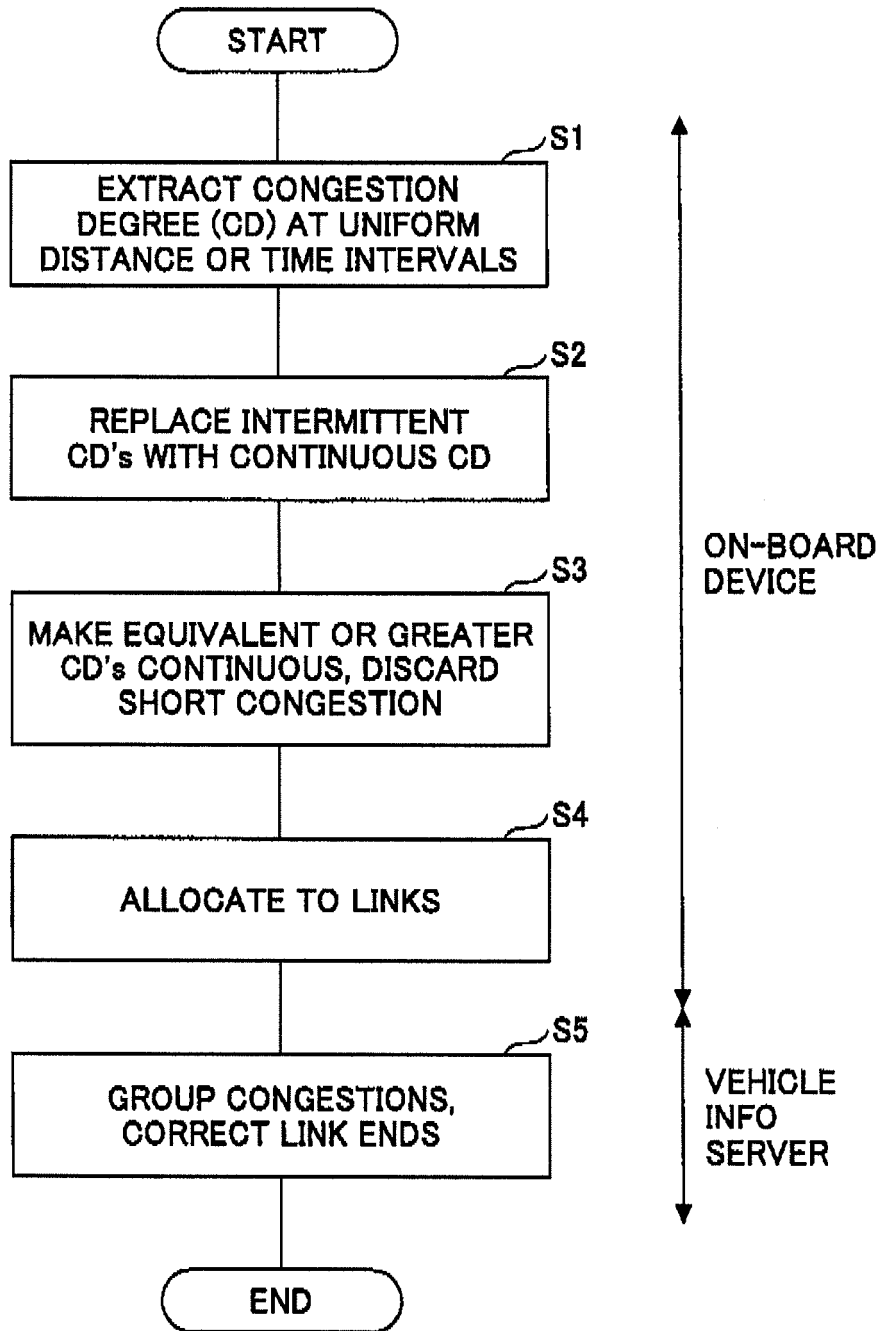 START
S1
EXTRACT CONGESTION
DEGREE (CD) AT UNIFORM
DISTANCE OR TIME INTERVALS
S2
REPLACE INTERMITTENT
CD's WITH CONTINUOUS CD
ON-BOARD
DEVICE
S3
MAKE EQUIVALENT OR GREATER
CD's CONTINUOUS, DISCARD
SHORT CONGESTION
S4
ALLOCATE TO LINKS
S5
GROUP CONGESTIONS,
CORRECT LINK ENDS
VEHICLE
INFO
SERVER
END